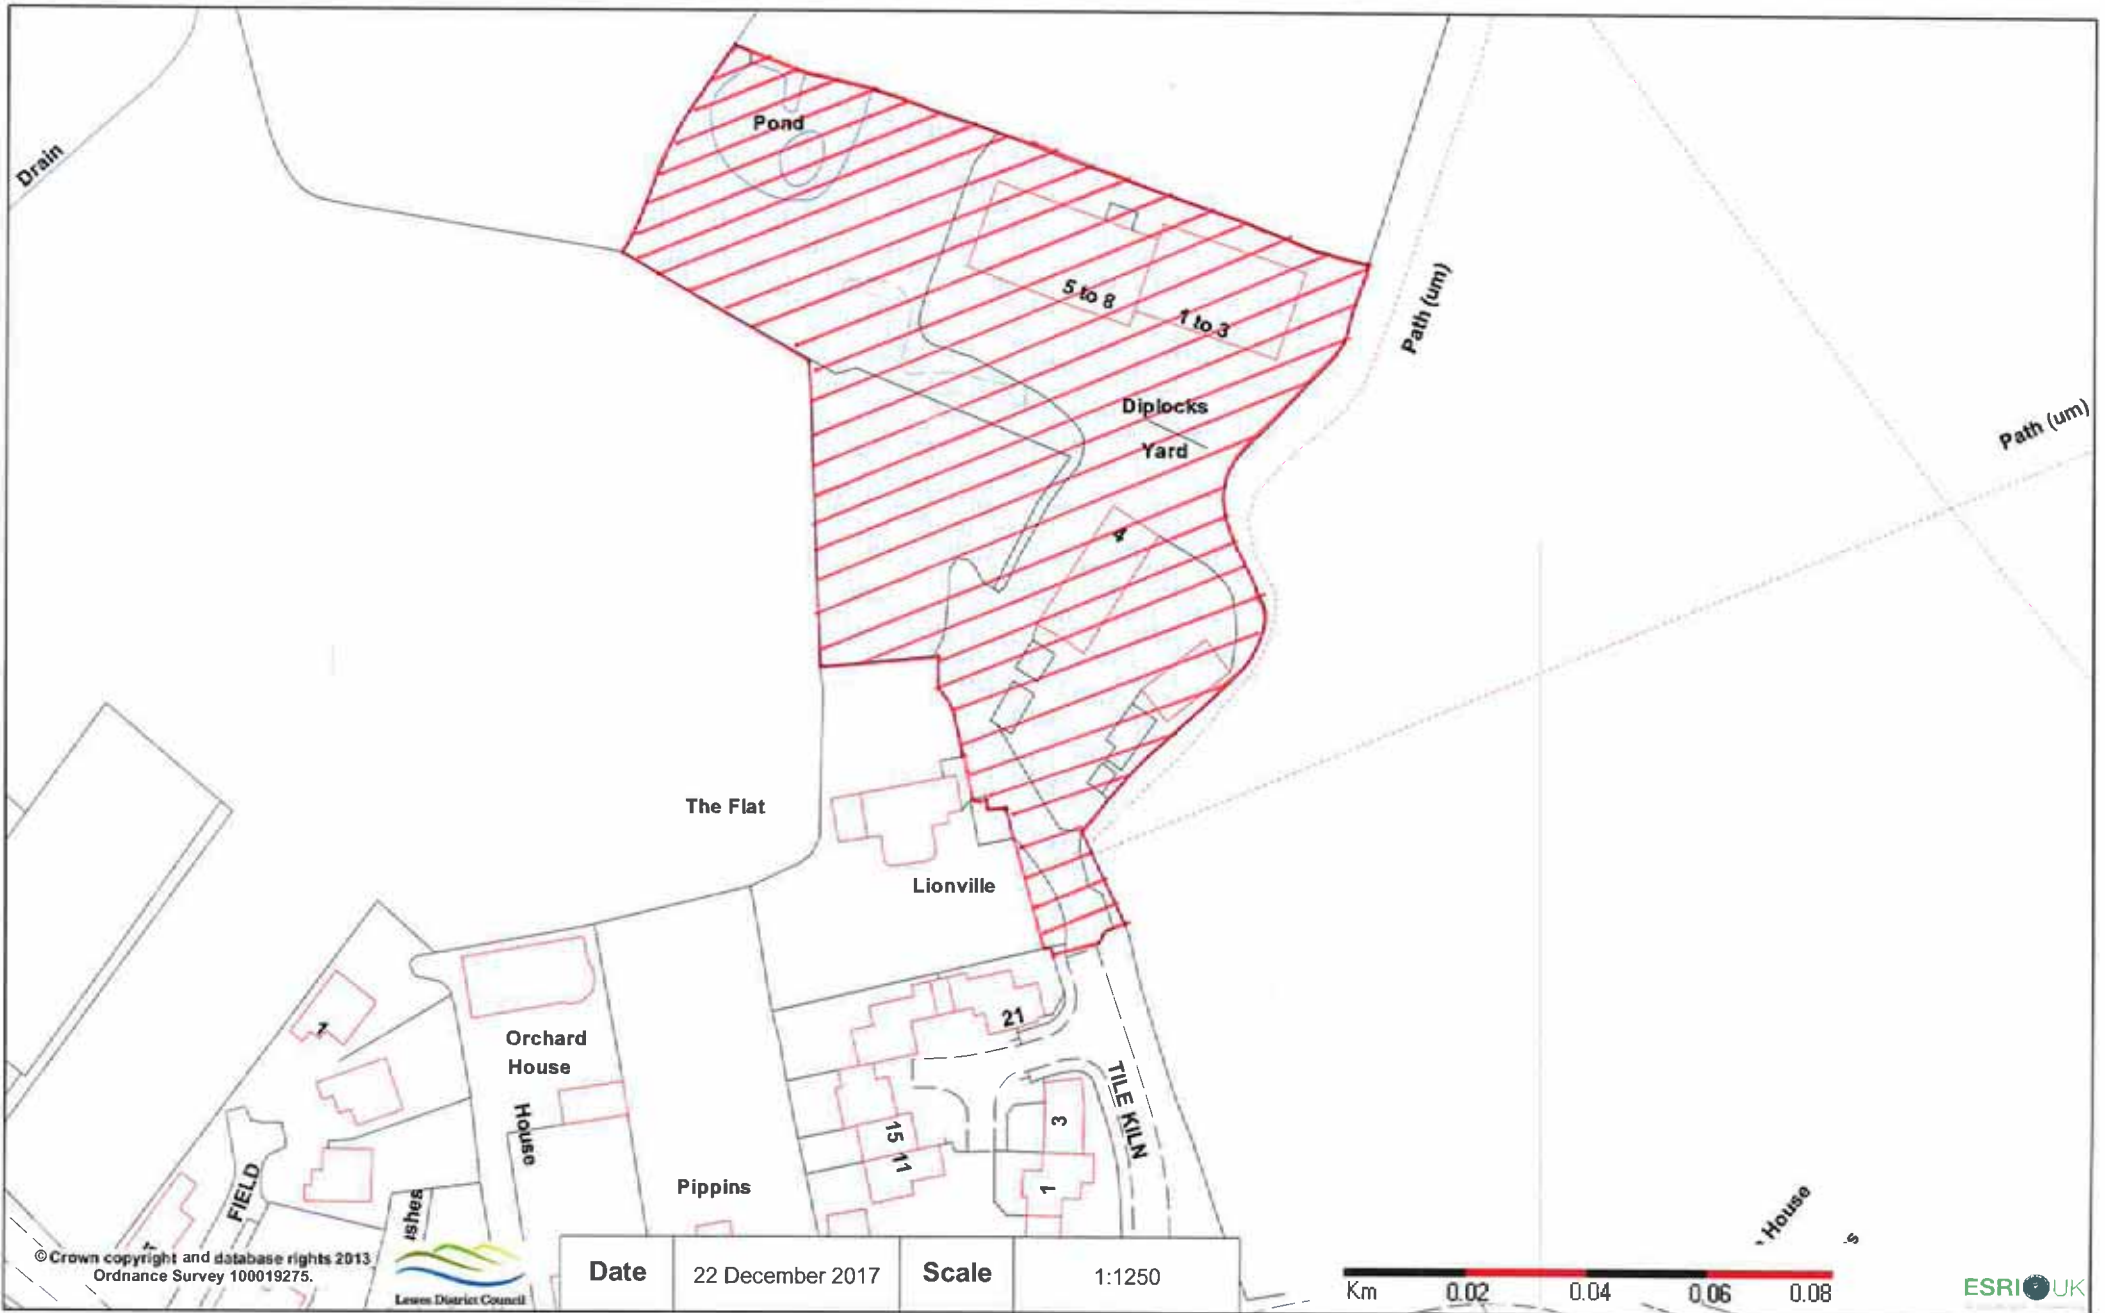 Drain
Pond
5 to 8
1 to 3
Path (um)
Diplocks
Yard
Path (um)
4
The Flat
Lionville
21
Orchard
House
7
House
TILE KILN
3
15
11
1
Pippins
FIELD
ishes
House
s
© Crown copyright and database rights 2013
Ordnance Survey 100019275.
Lewes District Council
Date 22 December 2017 Scale 1:1250
Km 0.02 0.04 0.06 0.08
ESRI UK